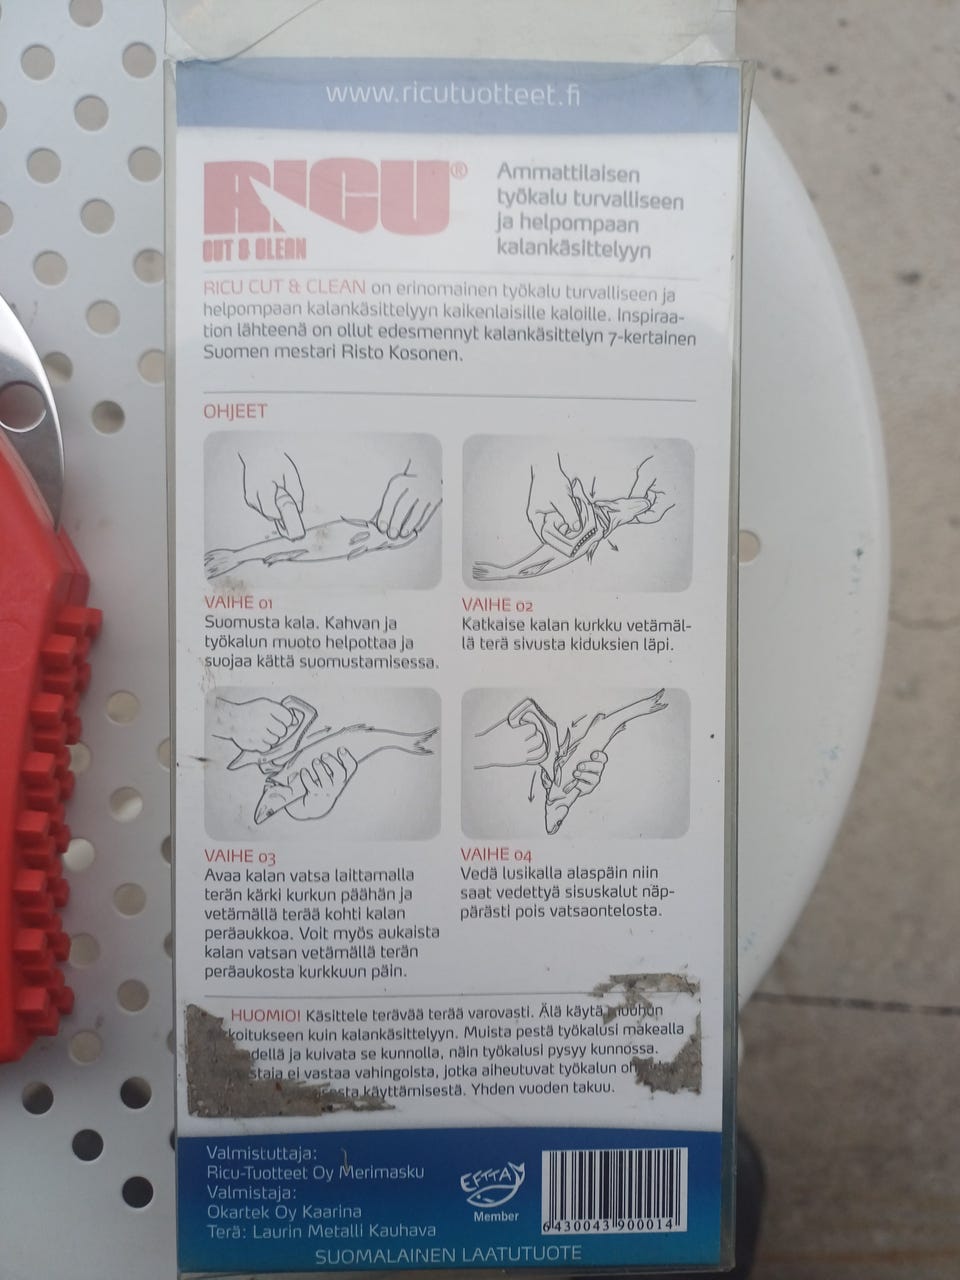 www.ricutuotteet.fi
RICU®
CUT & CLEAN
Ammattilaisen
työkalu turvalliseen
ja helpompaan
kalankäsittelyyn
RICU CUT & CLEAN on erinomainen työkalu turvalliseen ja
helpompaan kalankäsittelyyn kaikenlaisille kaloille. Inspiraa-
tion lähteenä on ollut edesmennyt kalankäsittelyn 7-kertainen
Suomen mestari Risto Kosonen.
OHJEET
VAIHE 01
Suomusta kala. Kahvan ja
työkalun muoto helpottaa ja
suojaa kättä suomustamisessa.
VAIHE 02
Katkaise kalan kurkku vetämäl-
lä terä sivusta kiduksien läpi.
VAIHE 03
Avaa kalan vatsa laittamalla
terän kärki kurkun päähän ja
vetämällä terää kohti kalan
peräaukkoa. Voit myös aukaista
kalan vatsan vetämällä terän
peräaukosta kurkkuun päin.
VAIHE 04
Vedä lusikalla alaspäin niin
saat vedettyä sisuskalut näp-
pärästi pois vatsaontelosta.
HUOMIO! Käsittele terävää terää varovasti. Älä käytä muuhun
koitukseen kuin kalankäsittelyyn. Muista pestä työkalusi makealla
dellä ja kuivata se kunnolla, näin työkalusi pysyy kunnossa.
staja ei vastaa vahingoista, jotka aiheutuvat työkalun
käyttämisestä. Yhden vuoden takuu.
Valmistuttaja:
Ricu-Tuotteet Oy Merimasku
Valmistaja:
Okartek Oy Kaarina
Terä: Laurin Metalli Kauhava
EFTTA
Member
6 430043 900014
SUOMALAINEN LAATUTUOTE